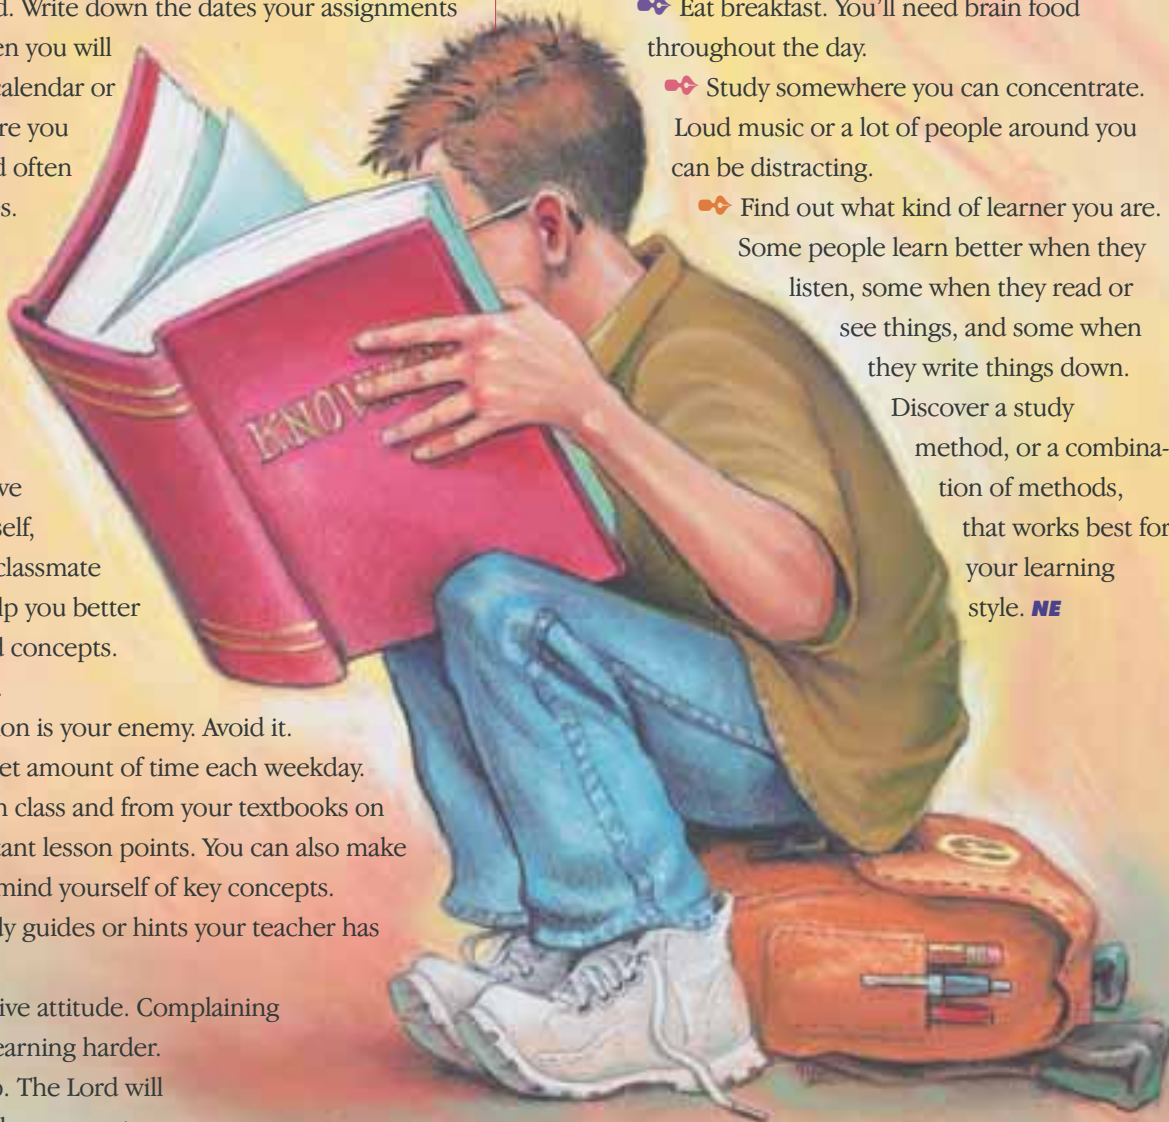 d. Write down the dates your assignments
en you will
calendar or
re you
d often
s.
ve
self,
classmate
lp you better
d concepts.
.
on is your enemy. Avoid it.
et amount of time each weekday.
n class and from your textbooks on
tant lesson points. You can also make
mind yourself of key concepts.
dy guides or hints your teacher has
ive attitude. Complaining
earning harder.
o. The Lord will
Eat breakfast. You’ll need brain food
throughout the day.
Study somewhere you can concentrate.
Loud music or a lot of people around you
can be distracting.
Find out what kind of learner you are.
Some people learn better when they
listen, some when they read or
see things, and some when
they write things down.
Discover a study
method, or a combina-
tion of methods,
that works best for
your learning
style. NE
KNOW